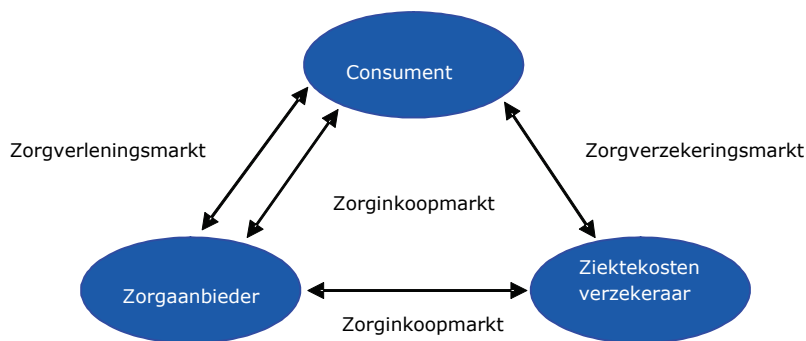 Consument
Zorgverleningsmarkt
Zorgverzekeringsmarkt
Zorginkoopmarkt
Zorgaanbieder
Ziektekosten
verzekeraar
Zorginkoopmarkt